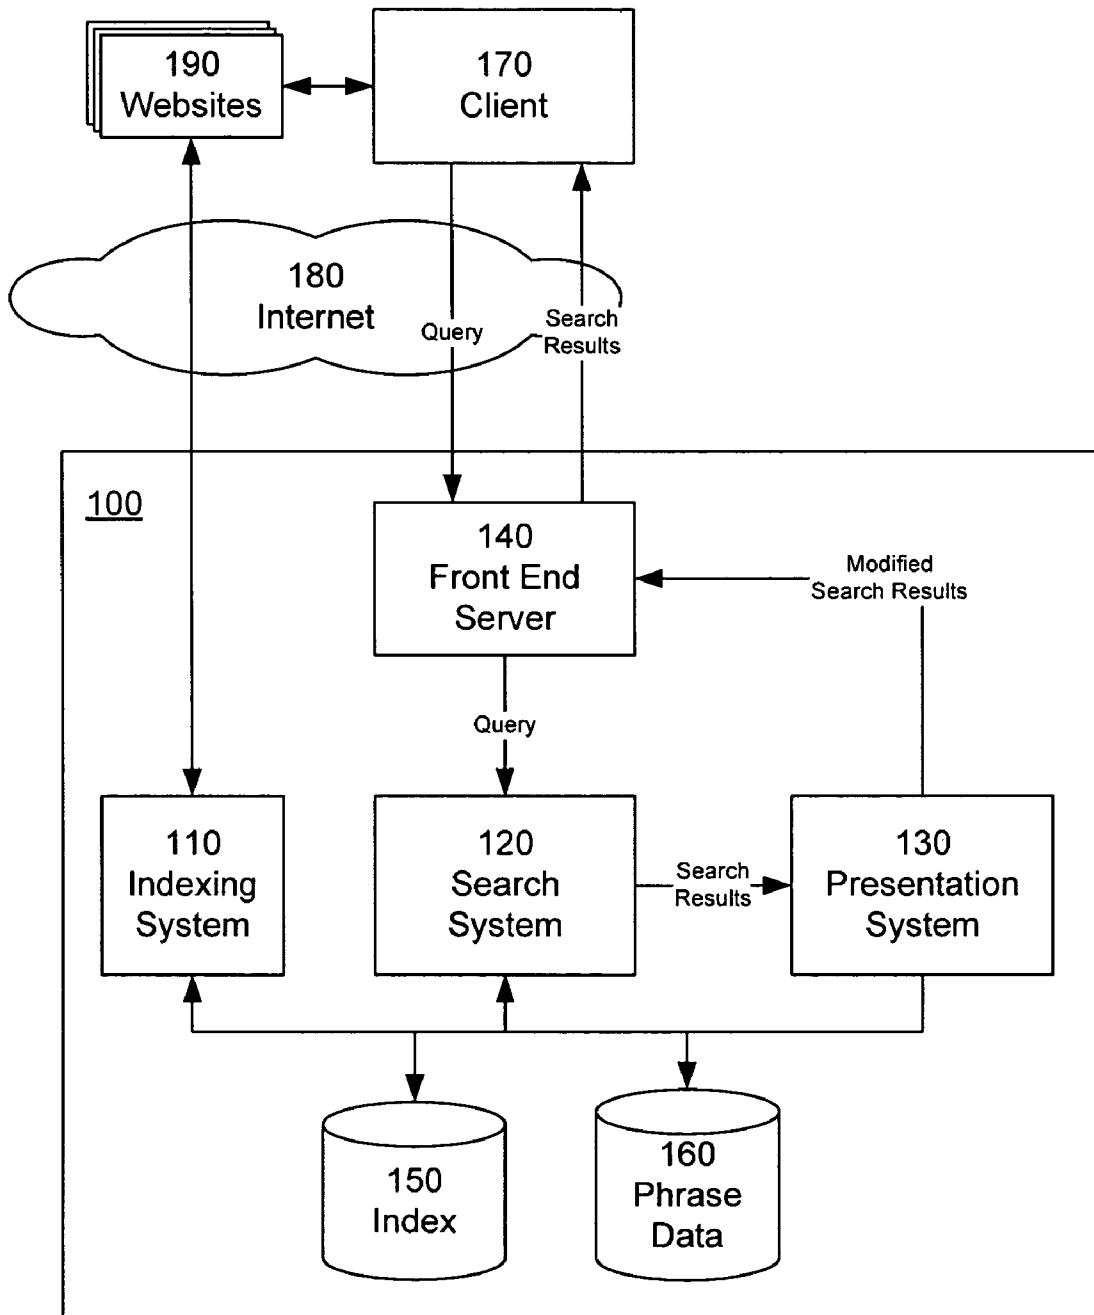 190
Websites
170
Client
180
Internet
Query
Search
Results
100
140
Front End
Server
Modified
Search Results
Query
110
Indexing
System
120
Search
System
Search
Results
130
Presentation
System
150
Index
160
Phrase
Data